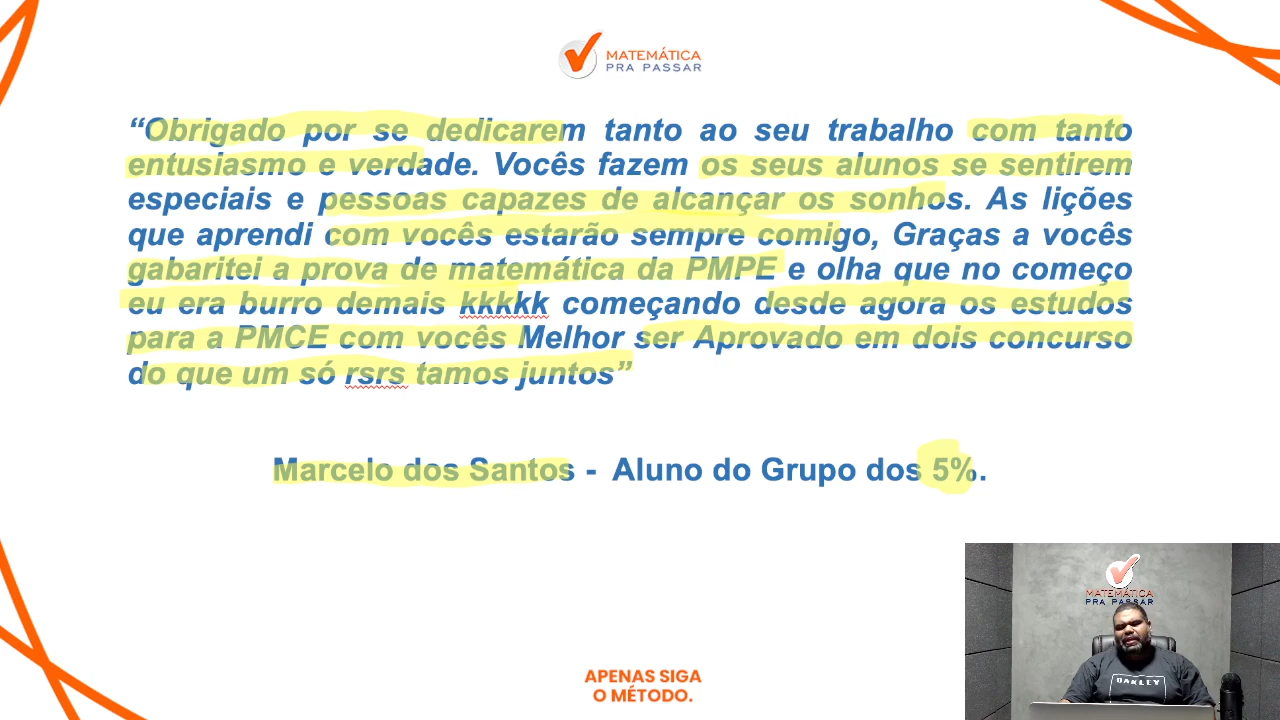 MATEMÁTICA
PRA PASSAR
“Obrigado por se dedicarem tanto ao seu trabalho com tanto
entusiasmo e verdade. Vocês fazem os seus alunos se sentirem
especiais e pessoas capazes de alcançar os sonhos. As lições
que aprendi com vocês estarão sempre comigo, Graças a vocês
gabaritei a prova de matemática da PMPE e olha que no começo
eu era burro demais kkkkk começando desde agora os estudos
para a PMCE com vocês Melhor ser Aprovado em dois concurso
do que um só rsrs tamos juntos”
Marcelo dos Santos - Aluno do Grupo dos 5%.
MATEMÁTICA
PRA PASSAR
OAKLEY
APENAS SIGA
O MÉTODO.